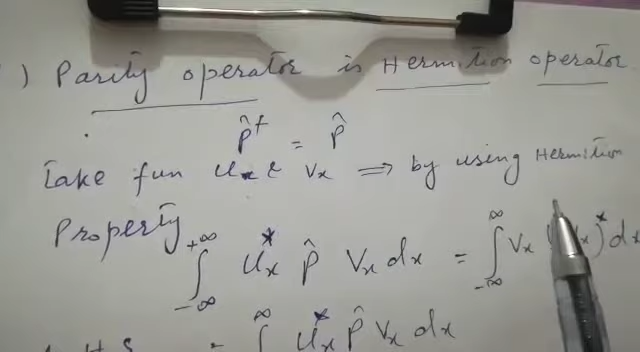 ) Parity operator is Hermition operator
P̂† = P̂
Take fun Ux & Vx ⇒ by using Hermition
Property
∫_{-∞}^{+∞} Ux* P̂ Vx dx = ∫_{-∞}^{∞} Vx ( x)* dx
= ∫^{∞} Ux* P̂ Vx dx